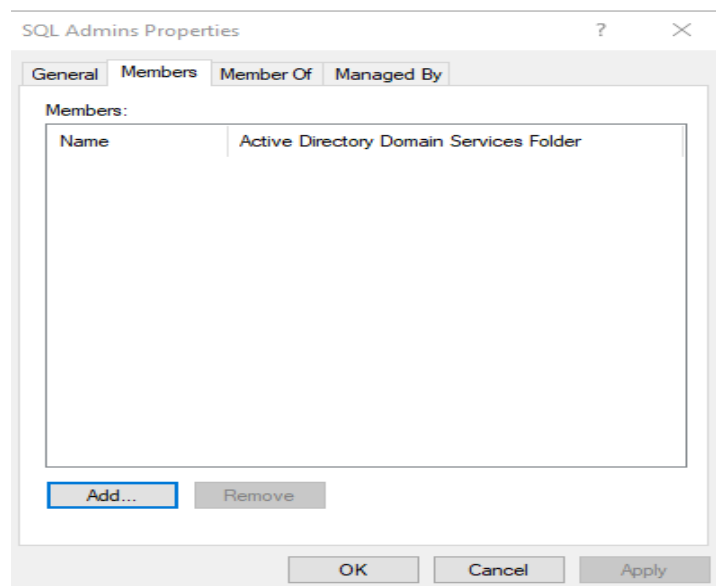 SQL Admins Properties ? ×
General Members Member Of Managed By
Members:
Name Active Directory Domain Services Folder
Add... Remove
OK Cancel Apply